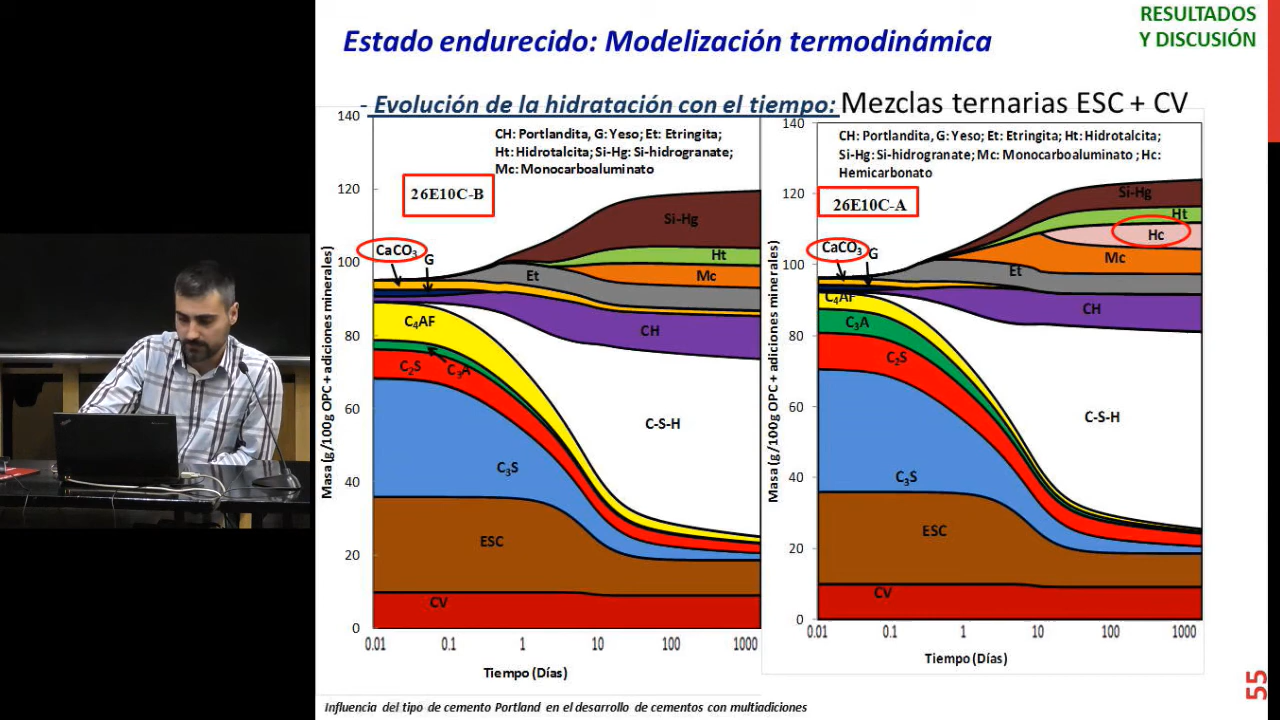 RESULTADOS
Y DISCUSIÓN
Estado endurecido: Modelización termodinámica
- Evolución de la hidratación con el tiempo: Mezclas ternarias ESC + CV
140
120
100
80
60
40
20
0
Masa (g/100g OPC + adiciones minerales)
CH: Portlandita, G: Yeso; Et: Etringita;
Ht: Hidrotalcita; Si-Hg: Si-hidrogranate;
Mc: Monocarboaluminato
26E10C-B
CaCO3
G
Et
Si-Hg
Ht
Mc
CH
C4AF
C3A
C2S
C-S-H
C3S
ESC
CV
0.01 0.1 1 10 100 1000
Tiempo (Días)
140
120
100
80
60
40
20
0
Masa (g/100g OPC + adiciones minerales)
CH: Portlandita, G: Yeso; Et: Etringita; Ht: Hidrotalcita;
Si-Hg: Si-hidrogranate; Mc: Monocarboaluminato ; Hc:
Hemicarbonato
26E10C-A
CaCO3
G
Si-Hg
Ht
Hc
Mc
Et
CH
C4AF
C3A
C2S
C-S-H
C3S
ESC
CV
0.01 0.1 1 10 100 1000
Tiempo (Días)
55
Influencia del tipo de cemento Portland en el desarrollo de cementos con multiadiciones